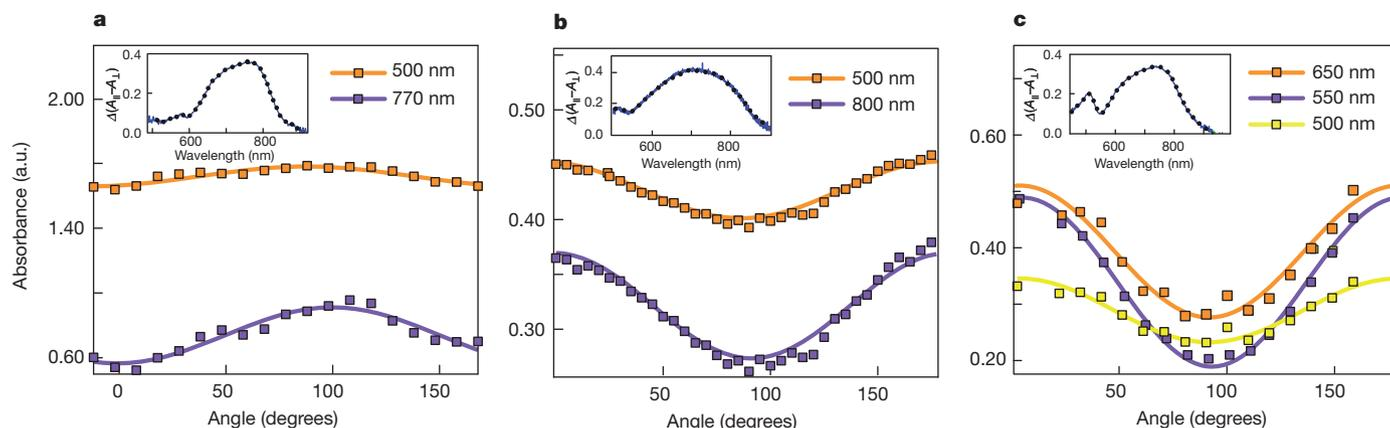 a
Absorbance (a.u.)
2.00
1.40
0.60
0
50
100
150
Angle (degrees)
Δ(A||–A⊥)
0.4
0.2
0.0
600
800
Wavelength (nm)
500 nm
770 nm
b
0.50
0.40
0.30
50
100
150
Angle (degrees)
Δ(A||–A⊥)
0.4
0.2
0.0
600
800
Wavelength (nm)
500 nm
800 nm
c
0.60
0.40
0.20
50
100
150
Angle (degrees)
Δ(A||–A⊥)
0.4
0.2
0.0
600
800
Wavelength (nm)
650 nm
550 nm
500 nm